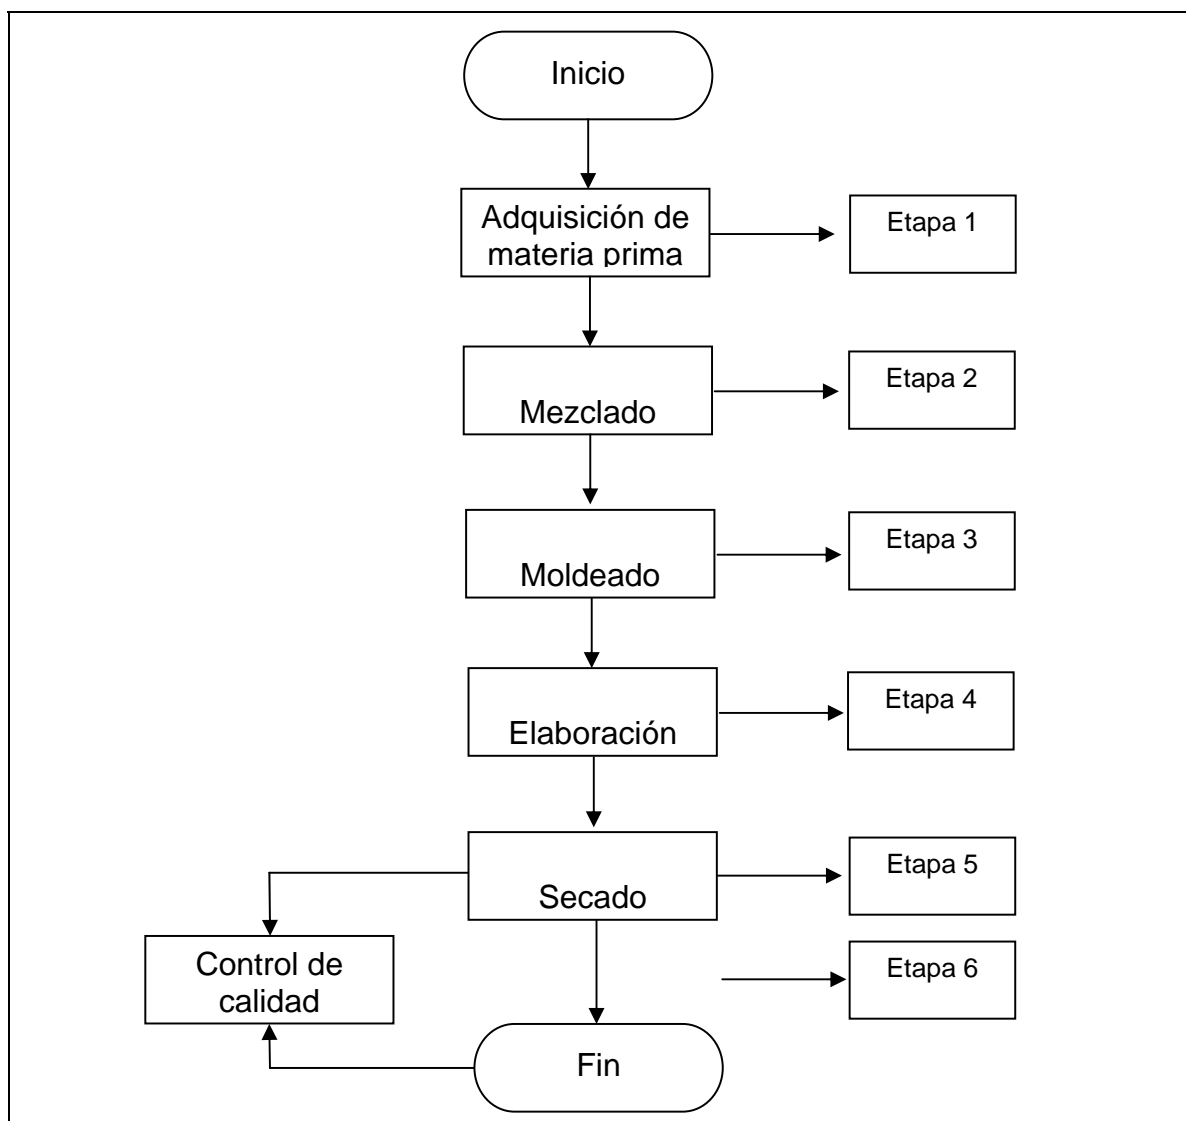 Inicio
Adquisición de
materia prima
Etapa 1
Mezclado
Etapa 2
Moldeado
Etapa 3
Elaboración
Etapa 4
Secado
Etapa 5
Control de
calidad
Etapa 6
Fin